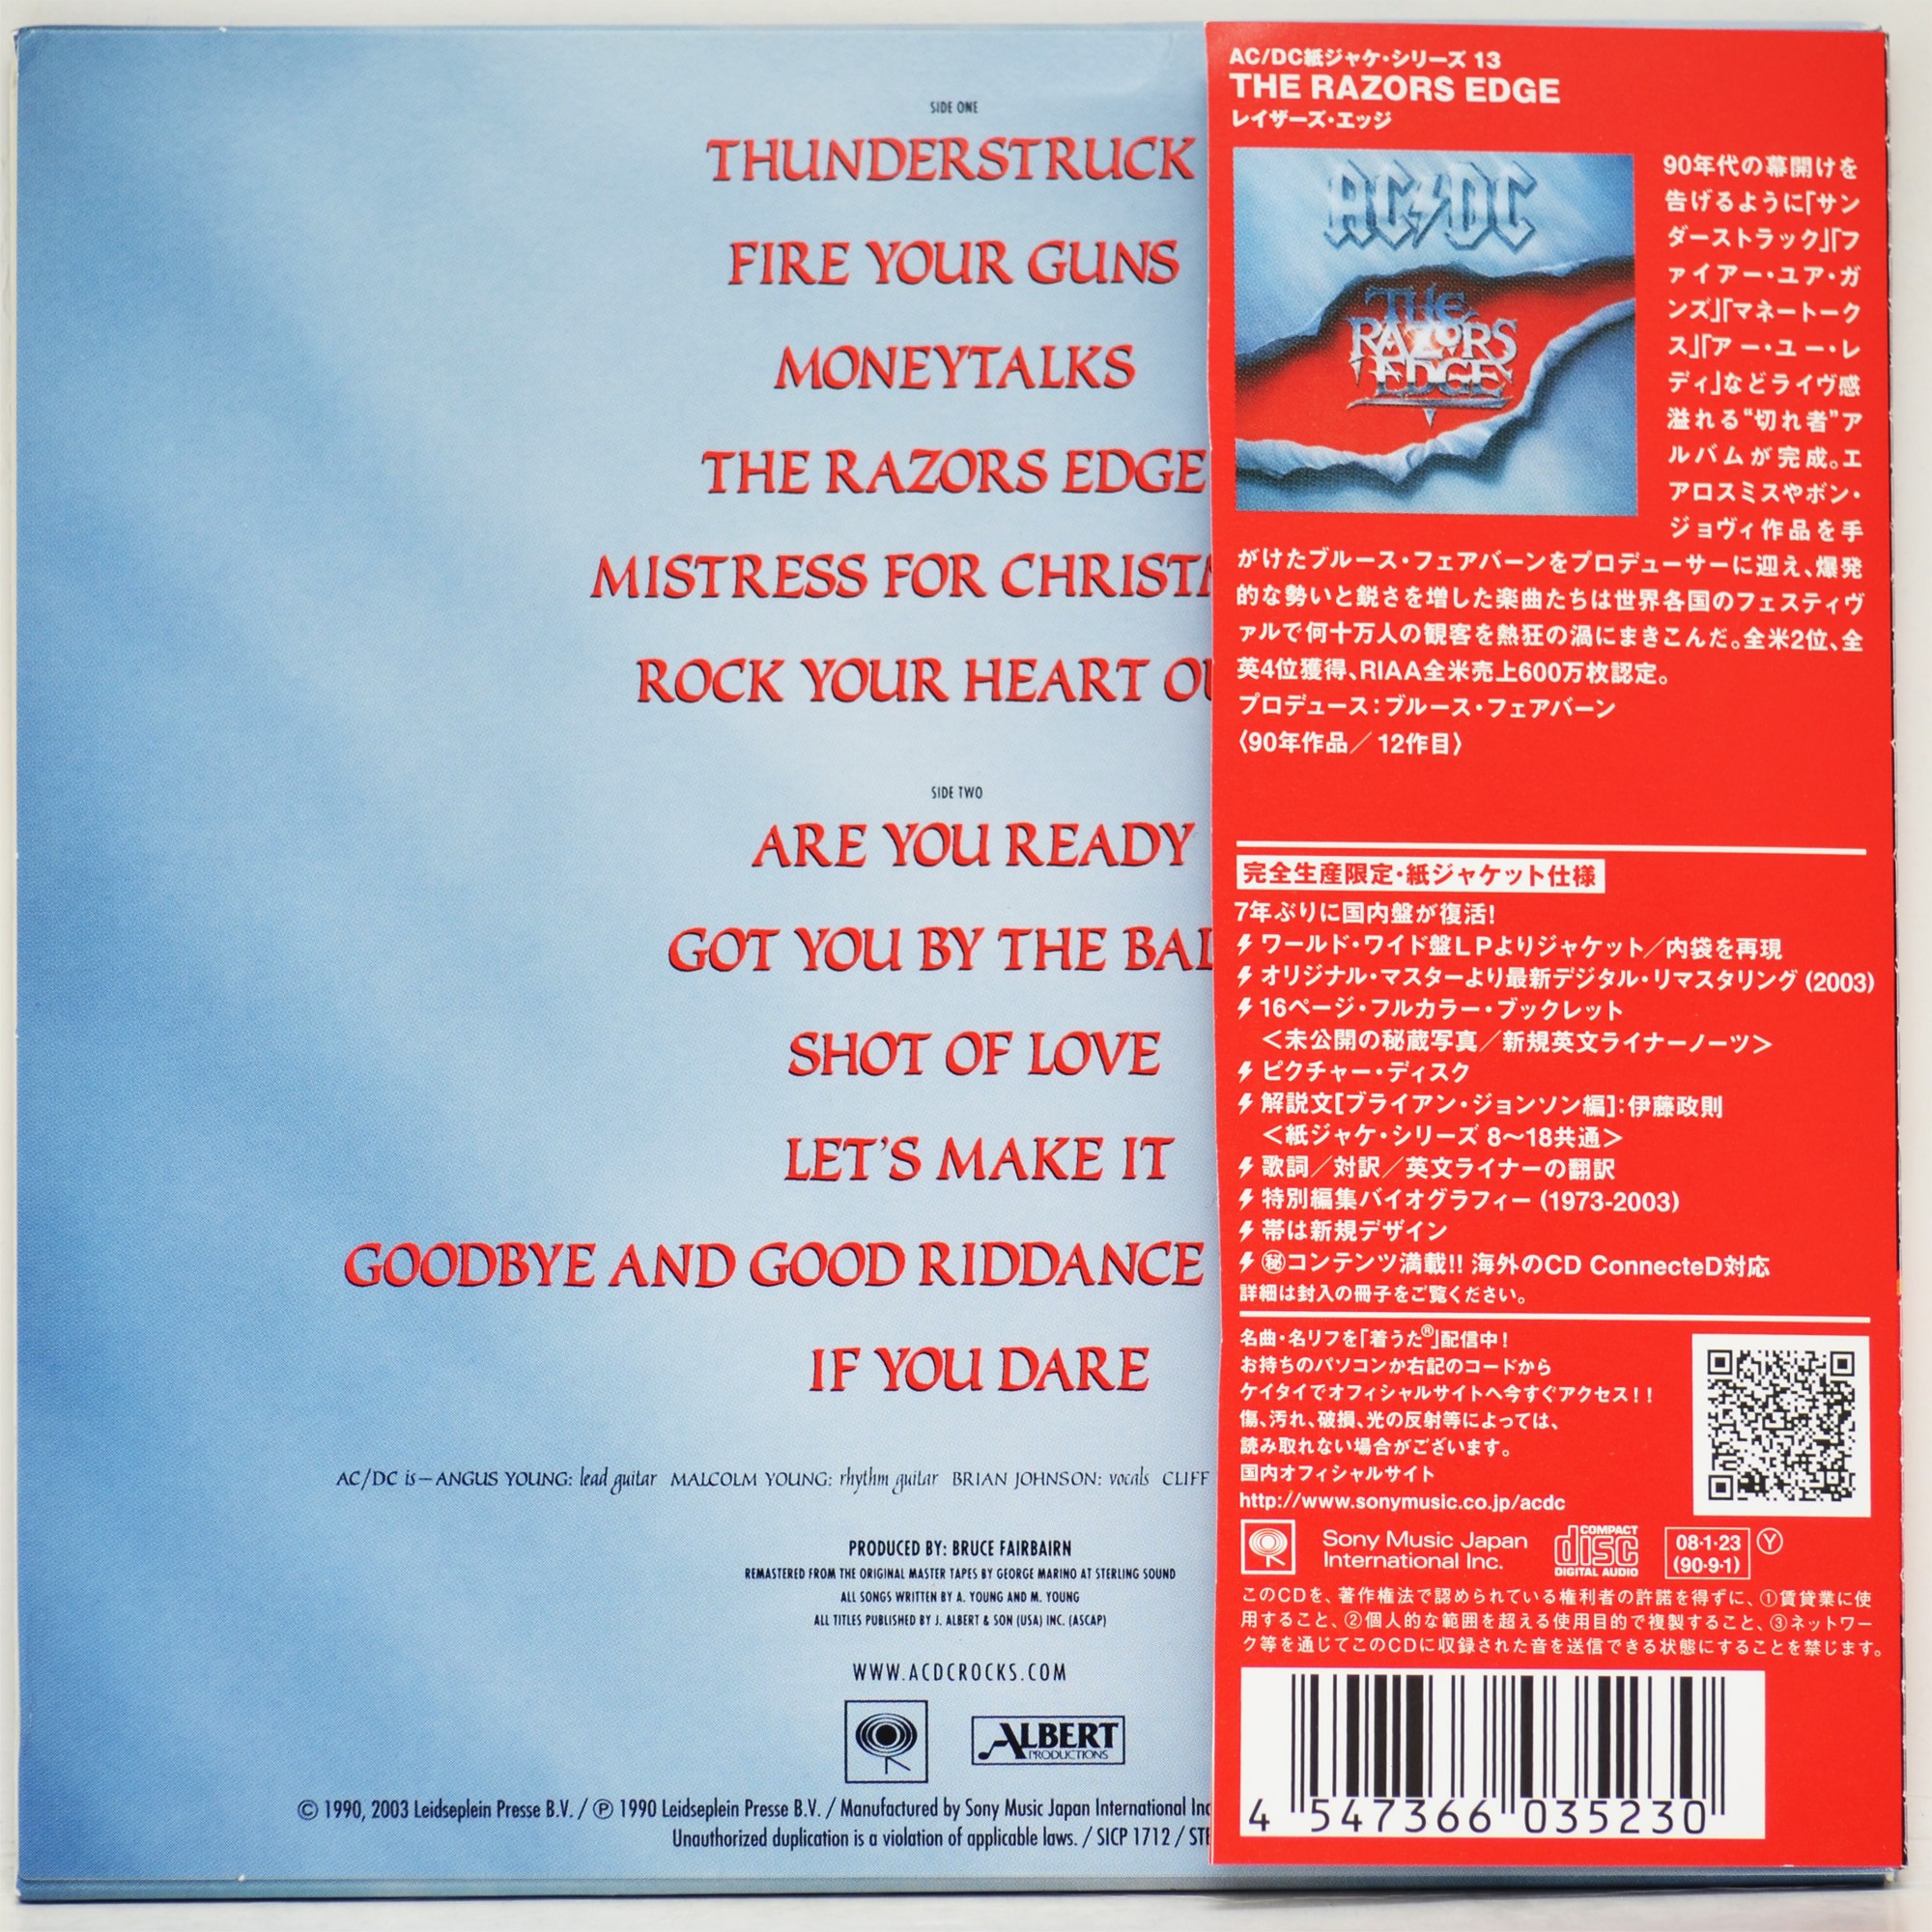 SIDE ONE
THUNDERSTRUCK
FIRE YOUR GUNS
MONEYTALKS
THE RAZORS EDGE
MISTRESS FOR
ROCK YOUR HEART
SIDE TWO
ARE YOU READY
GOT YOU BY THE
SHOT OF LOVE
LET'S MAKE IT
GOODBYE AND GOOD RIDDANCE
IF YOU DARE
AC/DC is—ANGUS YOUNG: lead guitar MALCOLM YOUNG: rhythm guitar BRIAN JOHNSON: vocals CLIFF
PRODUCED BY: BRUCE FAIRBAIRN
REMASTERED FROM THE ORIGINAL MASTER TAPES BY GEORGE MARINO AT STERLING SOUND
ALL SONGS WRITTEN BY A. YOUNG AND M. YOUNG
ALL TITLES PUBLISHED BY J. ALBERT & SON (USA) INC. (ASCAP)
WWW.ACDCROCKS.COM
ALBERT
PRODUCTIONS
© 1990, 2003 Leidseplein Presse B.V. / ℗ 1990 Leidseplein Presse B.V. / Manufactured by Sony Music Japan International Inc
Unauthorized duplication is a violation of applicable laws. / SICP 1712 /
AC/DC紙ジャケ・シリーズ 13
THE RAZORS EDGE
レイザーズ・エッジ
AC/DC
THE
RAZORS
EDGE
90年代の幕開けを
告げるように「サン
ダーストラック」「フ
ァイアー・ユア・ガ
ンズ」「マネートーク
ス」「アー・ユー・レ
ディ」などライヴ感
溢れる“切れ者”ア
ルバムが完成。エ
アロスミスやボン・
ジョヴィ作品を手
がけたブルース・フェアバーンをプロデューサーに迎え、爆発
的な勢いと鋭さを増した楽曲たちは世界各国のフェスティヴ
ァルで何十万人の観客を熱狂の渦にまきこんだ。全米2位、全
英4位獲得、RIAA全米売上600万枚認定。
プロデュース：ブルース・フェアバーン
〈90年作品／12作目〉
完全生産限定・紙ジャケット仕様
7年ぶりに国内盤が復活!
ワールド・ワイド盤LPよりジャケット／内袋を再現
オリジナル・マスターより最新デジタル・リマスタリング (2003)
16ページ・フルカラー・ブックレット
＜未公開の秘蔵写真／新規英文ライナーノーツ＞
ピクチャー・ディスク
解説文[ブライアン・ジョンソン編]：伊藤政則
＜紙ジャケ・シリーズ 8〜18共通＞
歌詞／対訳／英文ライナーの翻訳
特別編集バイオグラフィー (1973-2003)
帯は新規デザイン
㊙コンテンツ満載!! 海外のCD ConnecteD対応
詳細は封入の冊子をご覧ください。
名曲・名リフを「着うた®」配信中!
お持ちのパソコンか右記のコードから
ケイタイでオフィシャルサイトへ今すぐアクセス!!
傷、汚れ、破損、光の反射等によっては、
読み取れない場合がございます。
国内オフィシャルサイト
http://www.sonymusic.co.jp/acdc
Sony Music Japan
International Inc.
COMPACT
disc
DIGITAL AUDIO
08·1·23
(90·9·1)
Ⓨ
このCDを、著作権法で認められている権利者の許諾を得ずに、①賃貸業に使
用すること、②個人的な範囲を超える使用目的で複製すること、③ネットワー
ク等を通じてこのCDに収録された音を送信できる状態にすることを禁じます。
4 547366 035230